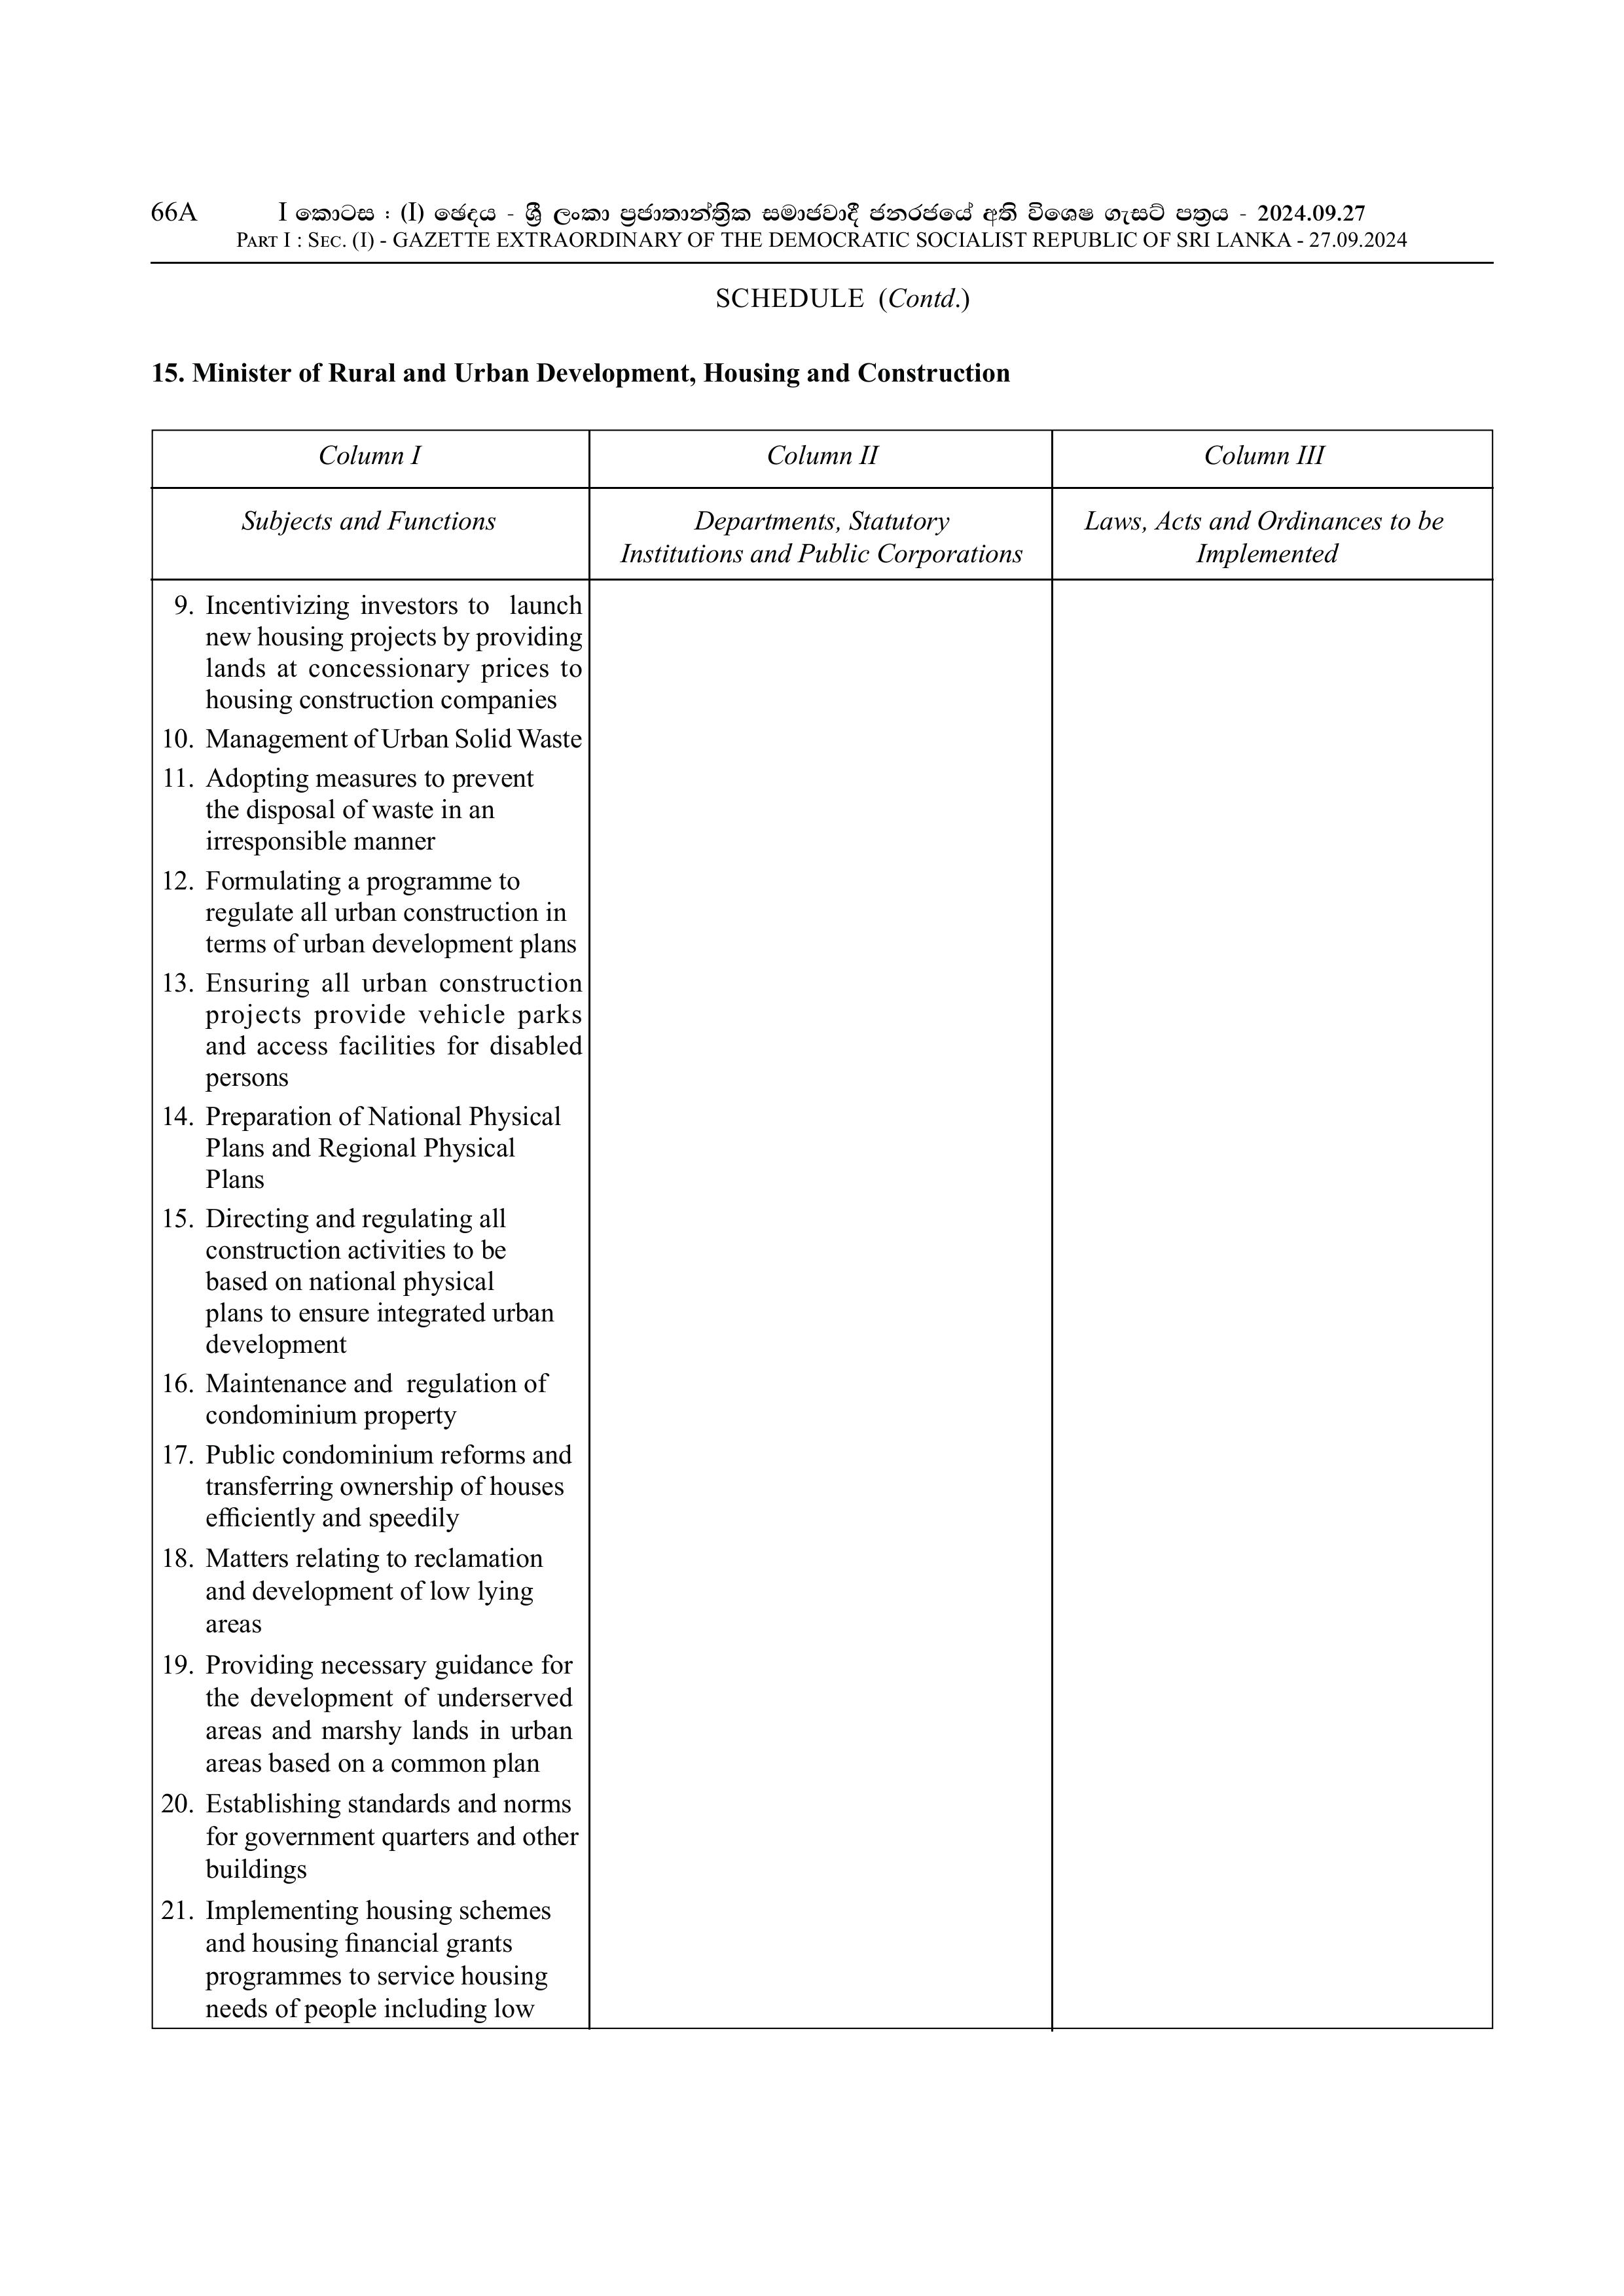 66A I කොටස : (I) ඡෙදය - ශ්‍රී ලංකා ප්‍රජාතාන්ත්‍රික සමාජවාදී ජනරජයේ අති විශෙෂ ගැසට් පත්‍රය - 2024.09.27
PART I : SEC. (I) - GAZETTE EXTRAORDINARY OF THE DEMOCRATIC SOCIALIST REPUBLIC OF SRI LANKA - 27.09.2024
SCHEDULE (Contd.)
15. Minister of Rural and Urban Development, Housing and Construction
Column I Column II Column III
Subjects and Functions
Departments, Statutory
Institutions and Public Corporations
Laws, Acts and Ordinances to be
Implemented
9. Incentivizing investors to launch
new housing projects by providing
lands at concessionary prices to
housing construction companies
10. Management of Urban Solid Waste
11. Adopting measures to prevent
the disposal of waste in an
irresponsible manner
12. Formulating a programme to
regulate all urban construction in
terms of urban development plans
13. Ensuring all urban construction
projects provide vehicle parks
and access facilities for disabled
persons
14. Preparation of National Physical
Plans and Regional Physical
Plans
15. Directing and regulating all
construction activities to be
based on national physical
plans to ensure integrated urban
development
16. Maintenance and regulation of
condominium property
17. Public condominium reforms and
transferring ownership of houses
efficiently and speedily
18. Matters relating to reclamation
and development of low lying
areas
19. Providing necessary guidance for
the development of underserved
areas and marshy lands in urban
areas based on a common plan
20. Establishing standards and norms
for government quarters and other
buildings
21. Implementing housing schemes
and housing financial grants
programmes to service housing
needs of people including low